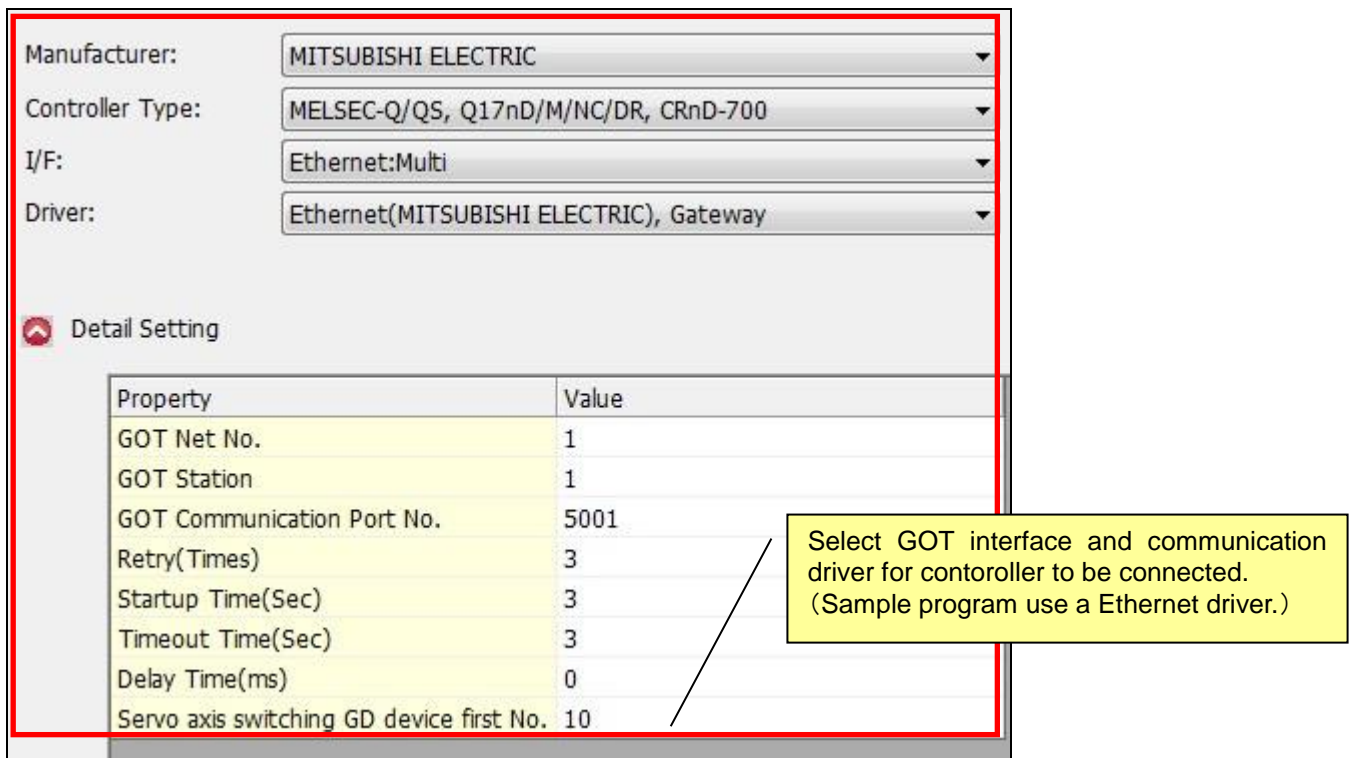 Manufacturer: MITSUBISHI ELECTRIC
Controller Type: MELSEC-Q/QS, Q17nD/M/NC/DR, CRnD-700
I/F: Ethernet:Multi
Driver: Ethernet(MITSUBISHI ELECTRIC), Gateway
Detail Setting
Property Value
GOT Net No. 1
GOT Station 1
GOT Communication Port No. 5001
Retry(Times) 3
Startup Time(Sec) 3
Timeout Time(Sec) 3
Delay Time(ms) 0
Servo axis switching GD device first No. 10
Select GOT interface and communication
driver for contoroller to be connected.
（Sample program use a Ethernet driver.）